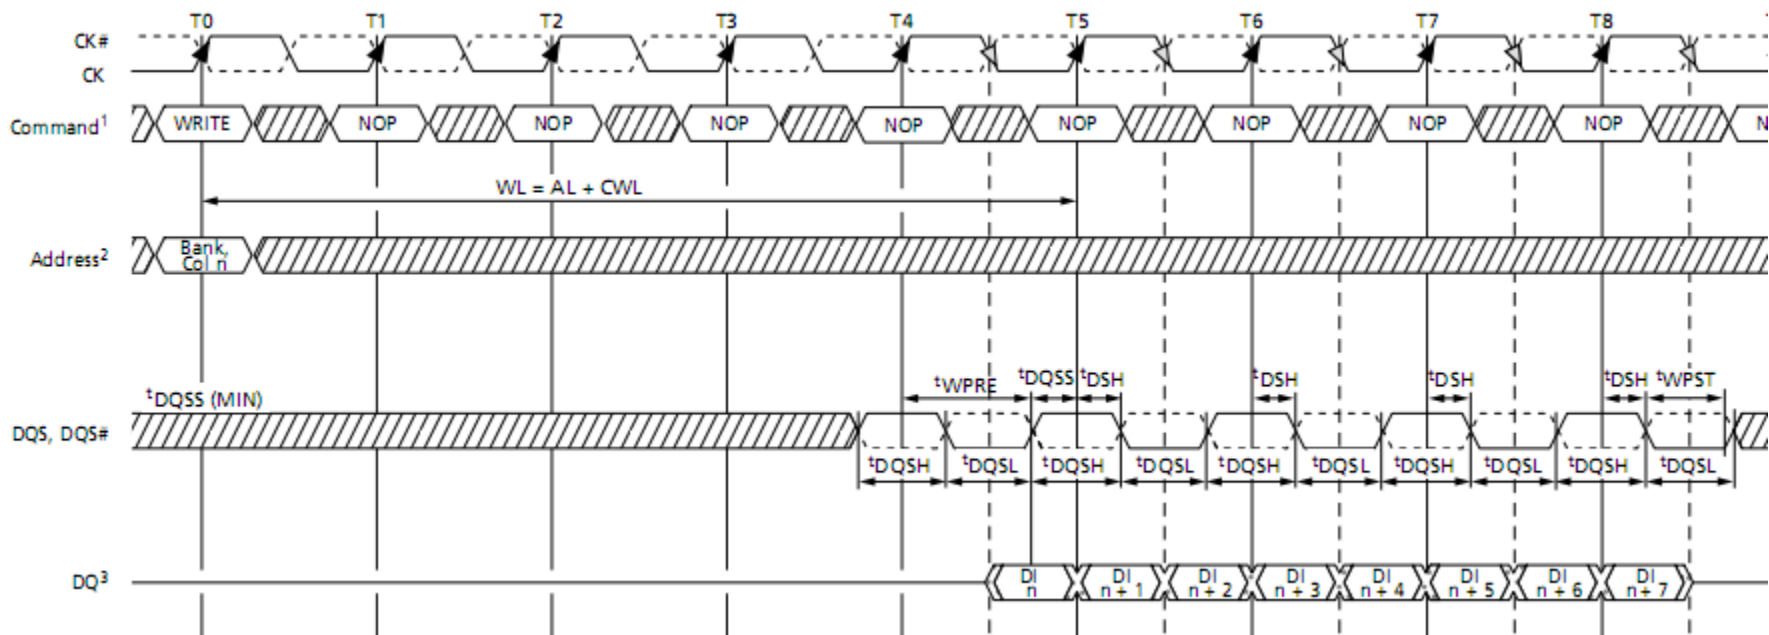 T0 T1 T2 T3 T4 T5 T6 T7 T8
CK#
CK
Command1 WRITE NOP NOP NOP NOP NOP NOP NOP NOP N
WL = AL + CWL
Address2 Bank,
Col n
tDQSS (MIN) tWPRE tDQSS tDSH tDSH tDSH tDSH tWPST
DQS, DQS#
tDQSH tDQSL tDQSH tDQSL tDQSH tDQSL tDQSH tDQSL tDQSH tDQSL
DQ3 DI n DI n + 1 DI n + 2 DI n + 3 DI n + 4 DI n + 5 DI n + 6 DI n + 7